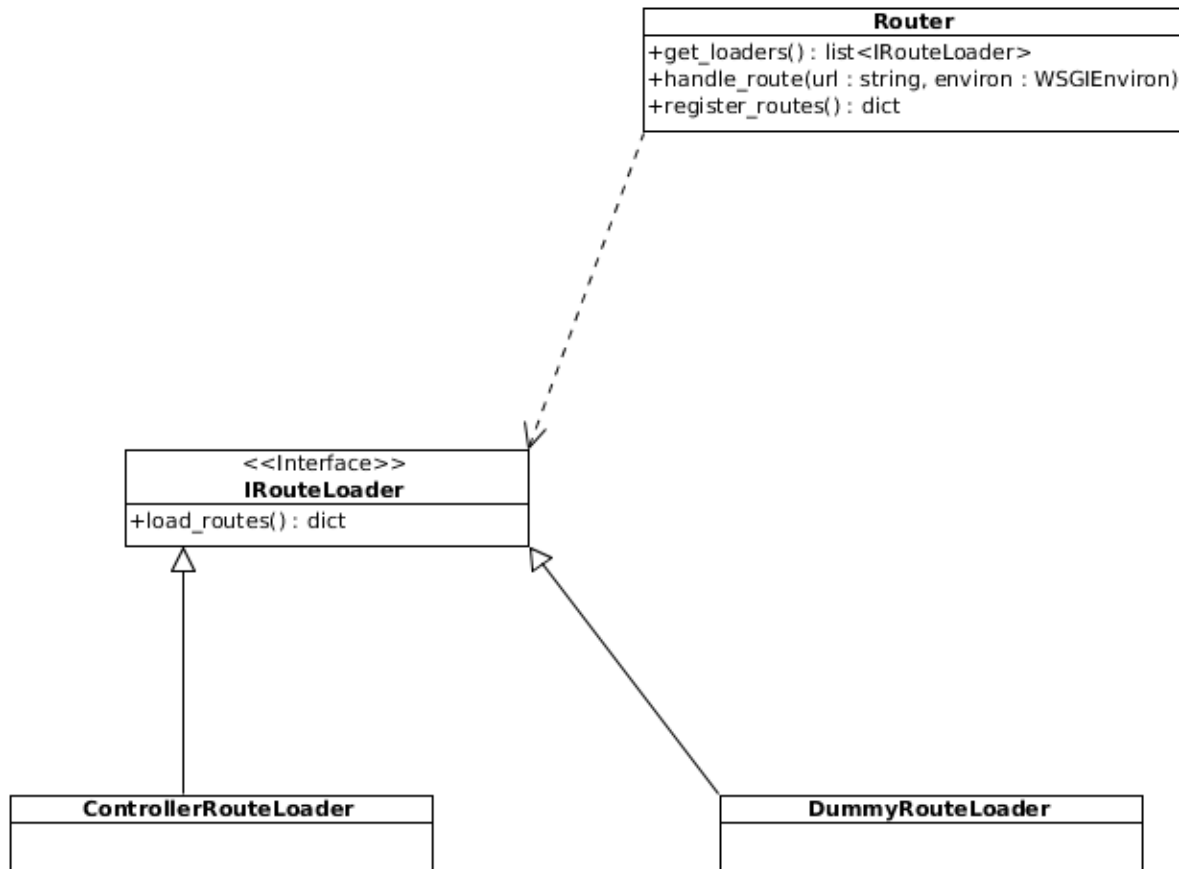 Router
+get_loaders() : list<IRouteLoader>
+handle_route(url : string, environ : WSGIEnviron)
+register_routes() : dict
<<Interface>>
IRouteLoader
+load_routes() : dict
ControllerRouteLoader
DummyRouteLoader